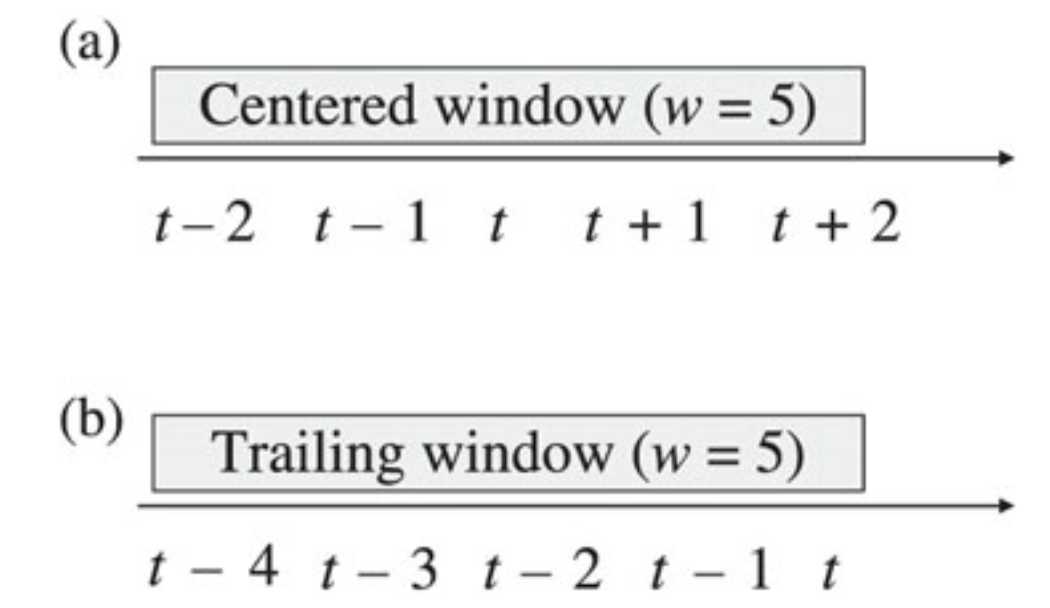 (a)
Centered window (w = 5)
t – 2 t – 1 t t + 1 t + 2
(b)
Trailing window (w = 5)
t – 4 t – 3 t – 2 t – 1 t